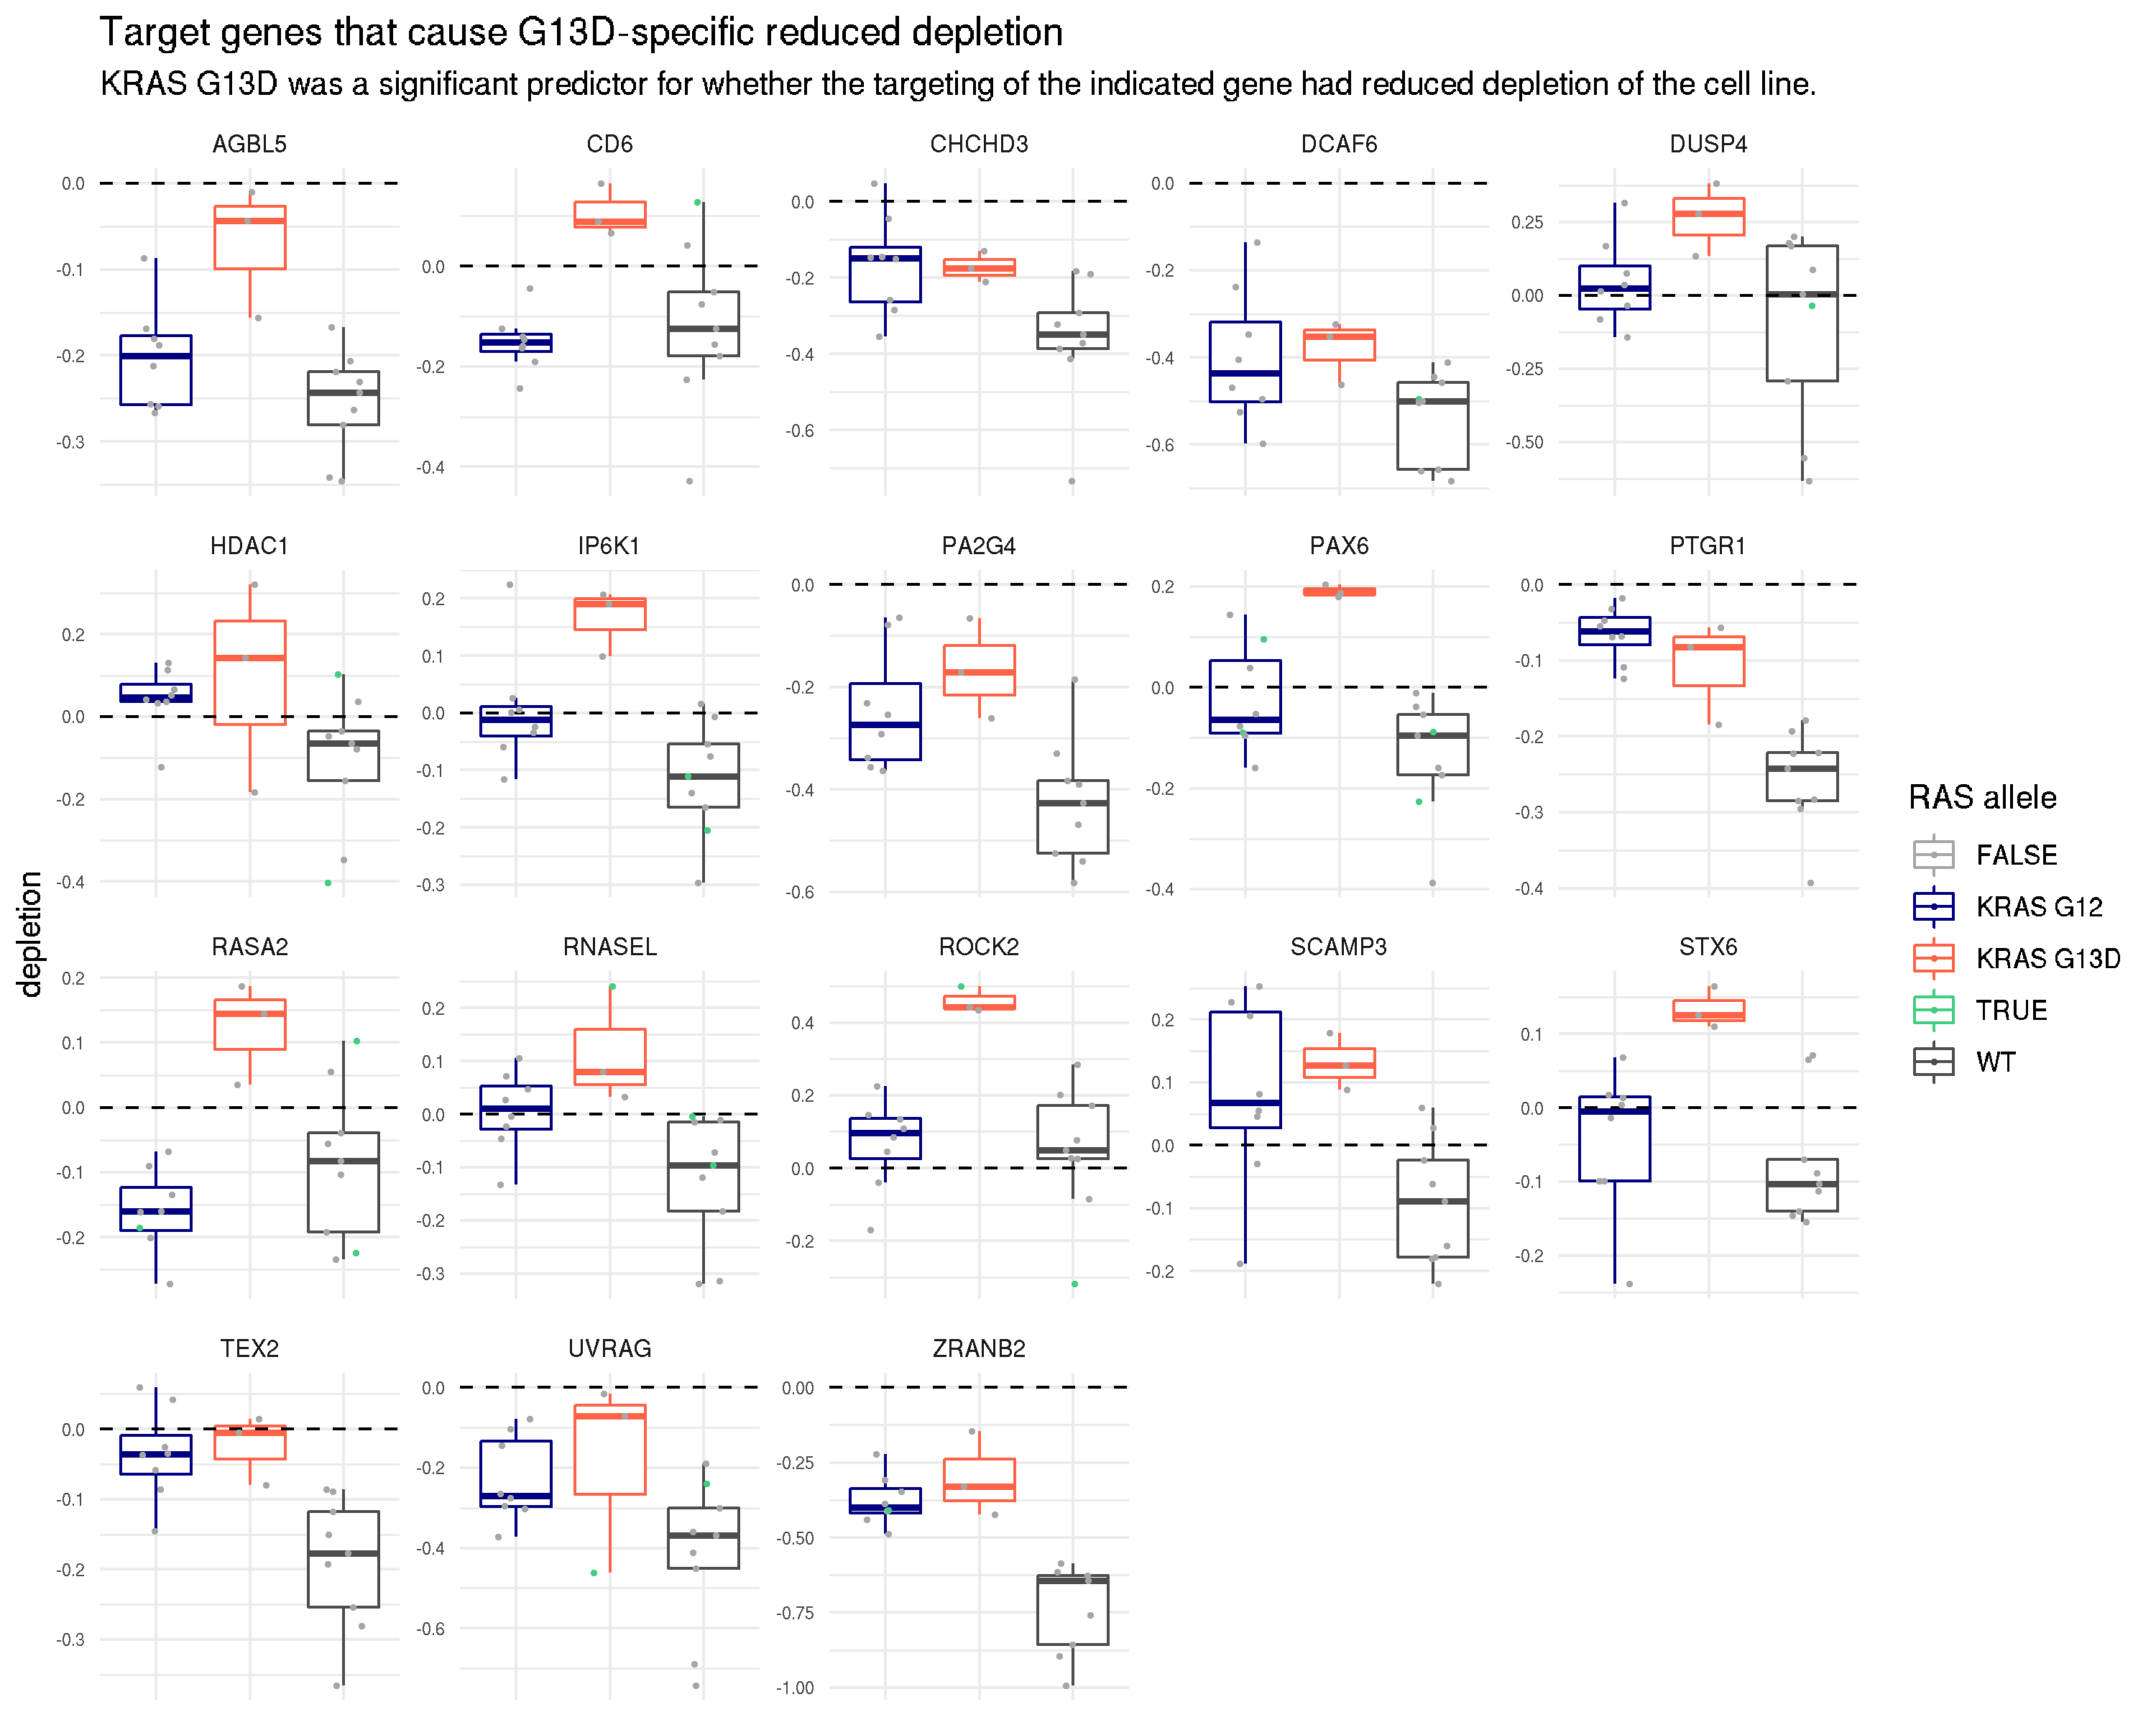 Target genes that cause G13D-specific reduced depletion
KRAS G13D was a significant predictor for whether the targeting of the indicated gene had reduced depletion of the cell line.
AGBL5
0.0
-0.1
-0.2
-0.3
CD6
0.0
-0.2
-0.4
CHCHD3
0.0
-0.2
-0.4
-0.6
DCAF6
0.0
-0.2
-0.4
-0.6
DUSP4
0.25
0.00
-0.25
-0.50
HDAC1
0.2
0.0
-0.2
-0.4
IP6K1
0.2
0.1
0.0
-0.1
-0.2
-0.3
PA2G4
0.0
-0.2
-0.4
-0.6
PAX6
0.2
0.0
-0.2
-0.4
PTGR1
0.0
-0.1
-0.2
-0.3
-0.4
RASA2
0.2
0.1
0.0
-0.1
-0.2
RNASEL
0.2
0.1
0.0
-0.1
-0.2
-0.3
ROCK2
0.4
0.2
0.0
-0.2
SCAMP3
0.2
0.1
0.0
-0.1
-0.2
STX6
0.1
0.0
-0.1
-0.2
TEX2
0.0
-0.1
-0.2
-0.3
UVRAG
0.0
-0.2
-0.4
-0.6
ZRANB2
0.00
-0.25
-0.50
-0.75
-1.00
depletion
RAS allele
FALSE
KRAS G12
KRAS G13D
TRUE
WT